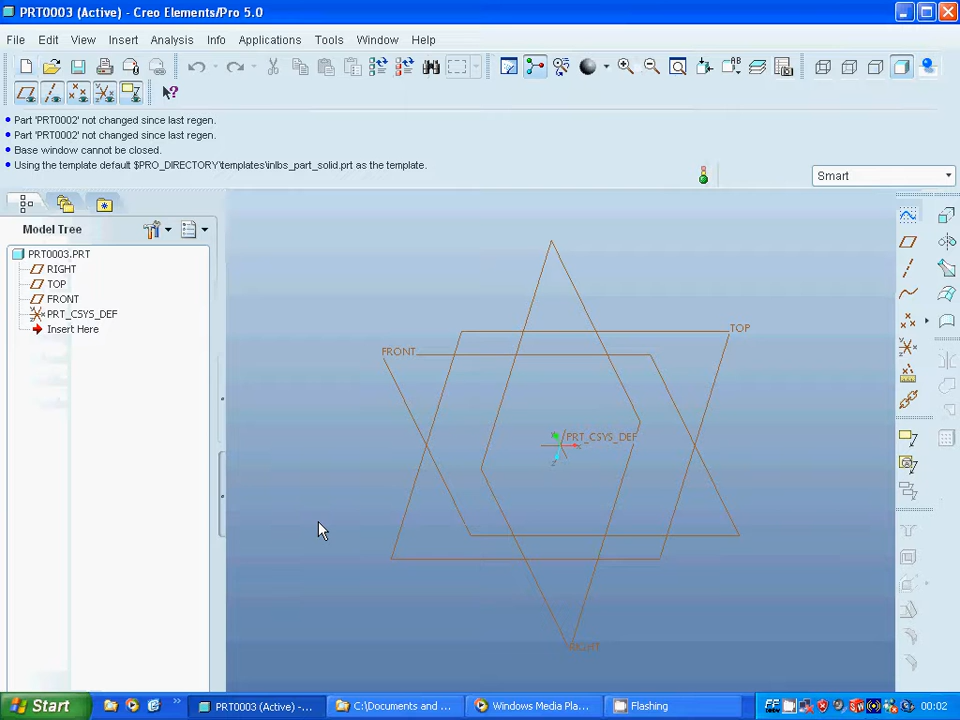 PRT0003 (Active) - Creo Elements/Pro 5.0
File Edit View Insert Analysis Info Applications Tools Window Help
Part 'PRT0002' not changed since last regen.
Part 'PRT0002' not changed since last regen.
Base window cannot be closed.
Using the template default $PRO_DIRECTORY\templates\inlbs_part_solid.prt as the template.
Smart
Model Tree
PRT0003.PRT
RIGHT
TOP
FRONT
PRT_CSYS_DEF
Insert Here
TOP
FRONT
PRT_CSYS_DEF
Y
X
Z
RIGHT
Start
PRT0003 (Active) -...
C:\Documents and ...
Windows Media Pla...
Flashing
00:02